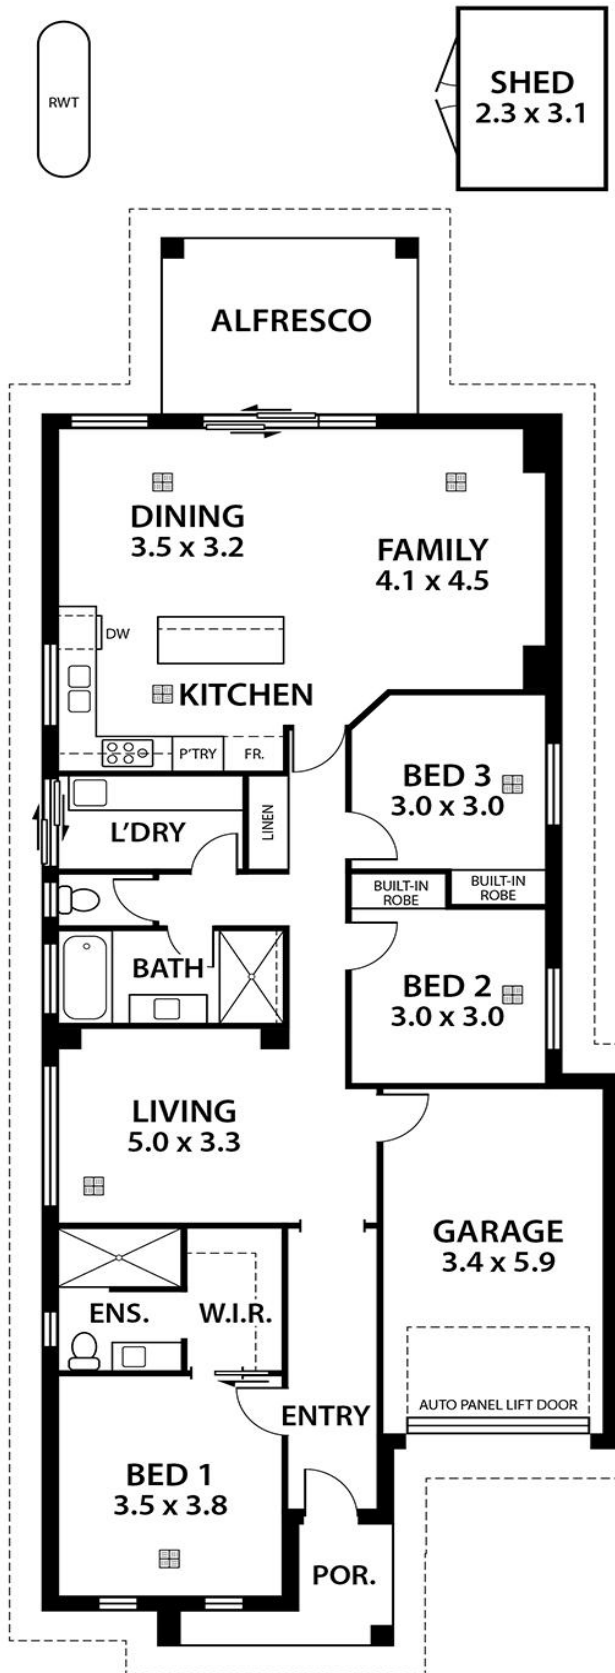 RWT
SHED
2.3 x 3.1
ALFRESCO
DINING
3.5 x 3.2
FAMILY
4.1 x 4.5
DW
KITCHEN
P'TRY
FR.
BED 3
3.0 x 3.0
L'DRY
LINEN
BUILT-IN
ROBE
BUILT-IN
ROBE
BATH
BED 2
3.0 x 3.0
LIVING
5.0 x 3.3
GARAGE
3.4 x 5.9
ENS.
W.I.R.
AUTO PANEL LIFT DOOR
ENTRY
BED 1
3.5 x 3.8
POR.